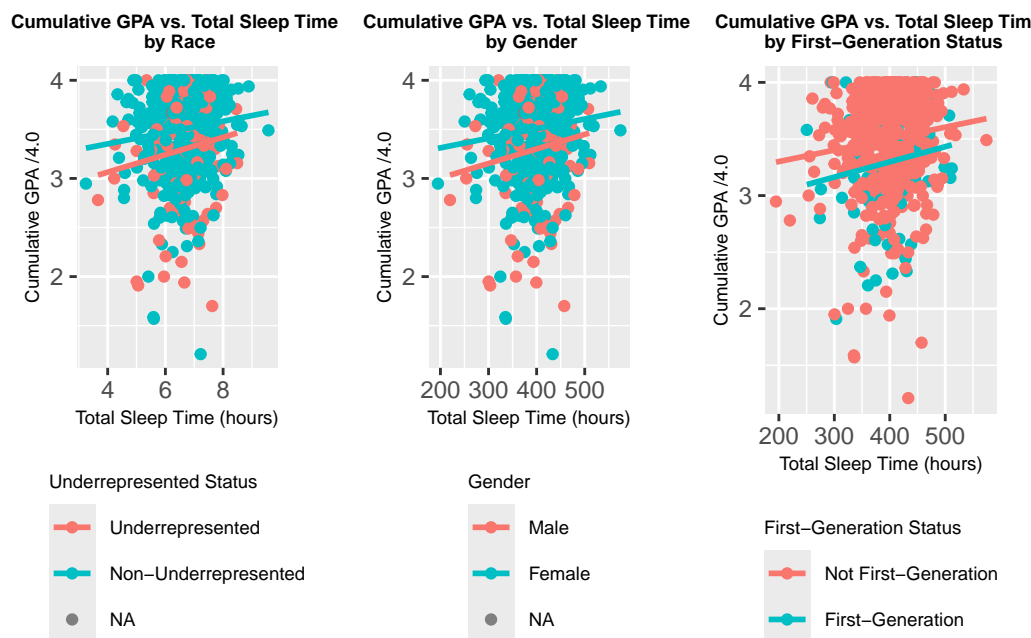 Cumulative GPA vs. Total Sleep Time
by Race
Cumulative GPA /4.0
4
3
2
4 6 8
Total Sleep Time (hours)
Underrepresented Status
Underrepresented
Non−Underrepresented
NA
Cumulative GPA vs. Total Sleep Time
by Gender
Cumulative GPA /4.0
4
3
2
200 300 400 500
Total Sleep Time (hours)
Gender
Male
Female
NA
Cumulative GPA vs. Total Sleep Tim
by First−Generation Status
Cumulative GPA /4.0
4
3
2
200 300 400 500
Total Sleep Time (hours)
First−Generation Status
Not First−Generation
First−Generation